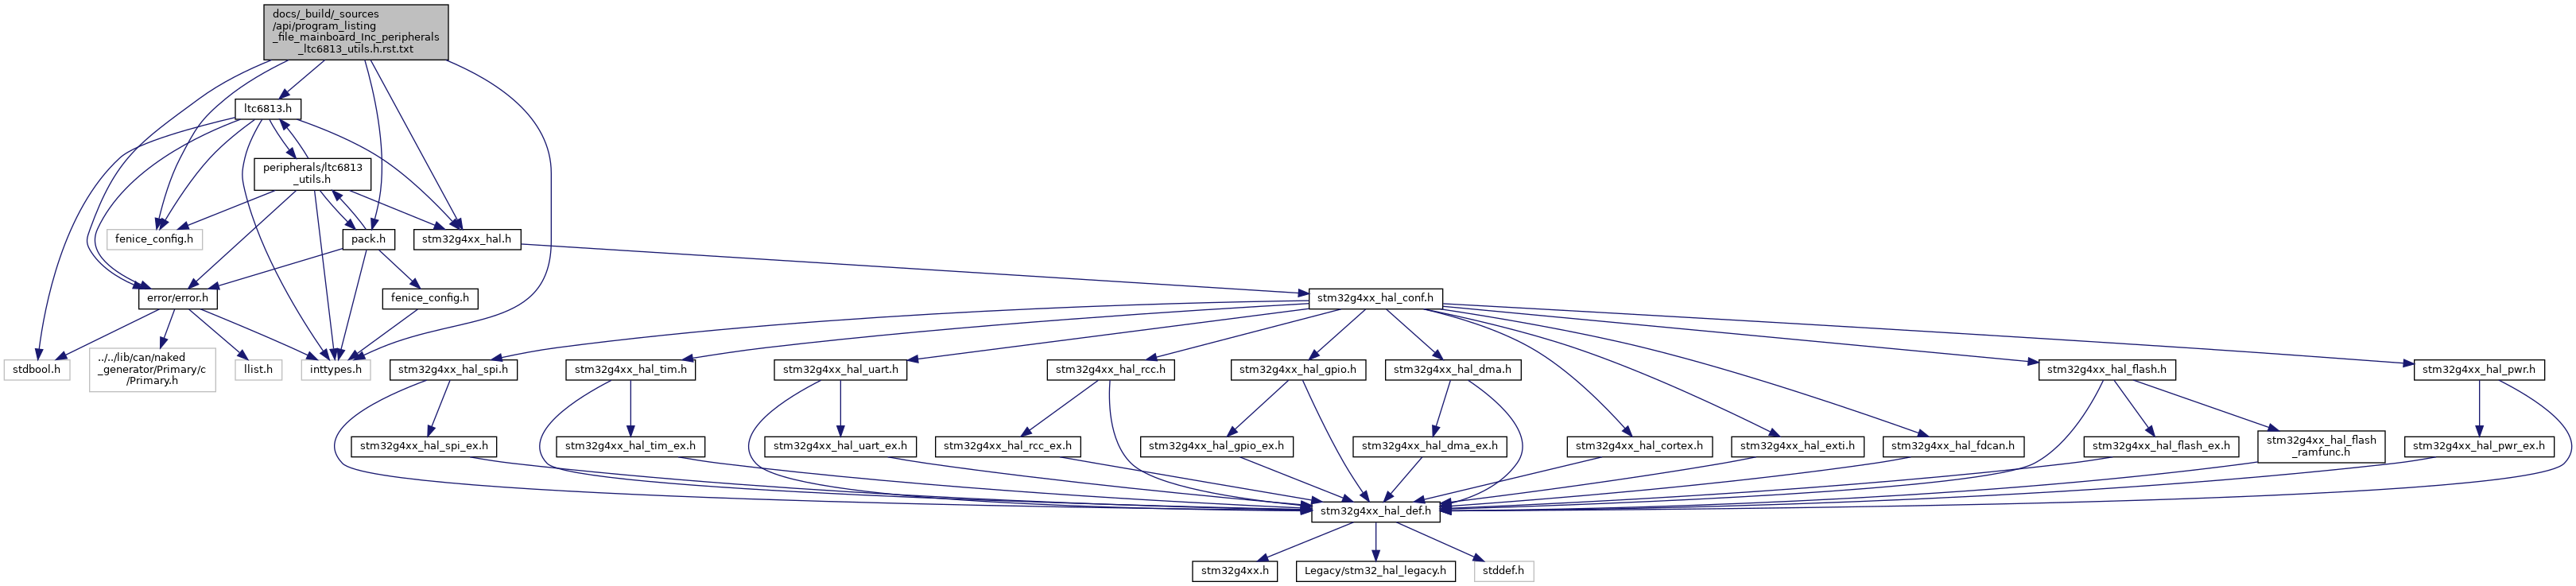 docs/_build/_sources
/api/program_listing
_file_mainboard_Inc_peripherals
_ltc6813_utils.h.rst.txt
ltc6813.h
peripherals/ltc6813
_utils.h
fenice_config.h
pack.h
stm32g4xx_hal.h
error/error.h
fenice_config.h
stm32g4xx_hal_conf.h
stdbool.h
../../lib/can/naked
_generator/Primary/c
/Primary.h
llist.h
inttypes.h
stm32g4xx_hal_spi.h
stm32g4xx_hal_tim.h
stm32g4xx_hal_uart.h
stm32g4xx_hal_rcc.h
stm32g4xx_hal_gpio.h
stm32g4xx_hal_dma.h
stm32g4xx_hal_flash.h
stm32g4xx_hal_pwr.h
stm32g4xx_hal_spi_ex.h
stm32g4xx_hal_tim_ex.h
stm32g4xx_hal_uart_ex.h
stm32g4xx_hal_rcc_ex.h
stm32g4xx_hal_gpio_ex.h
stm32g4xx_hal_dma_ex.h
stm32g4xx_hal_cortex.h
stm32g4xx_hal_exti.h
stm32g4xx_hal_fdcan.h
stm32g4xx_hal_flash_ex.h
stm32g4xx_hal_flash
_ramfunc.h
stm32g4xx_hal_pwr_ex.h
stm32g4xx_hal_def.h
stm32g4xx.h
Legacy/stm32_hal_legacy.h
stddef.h